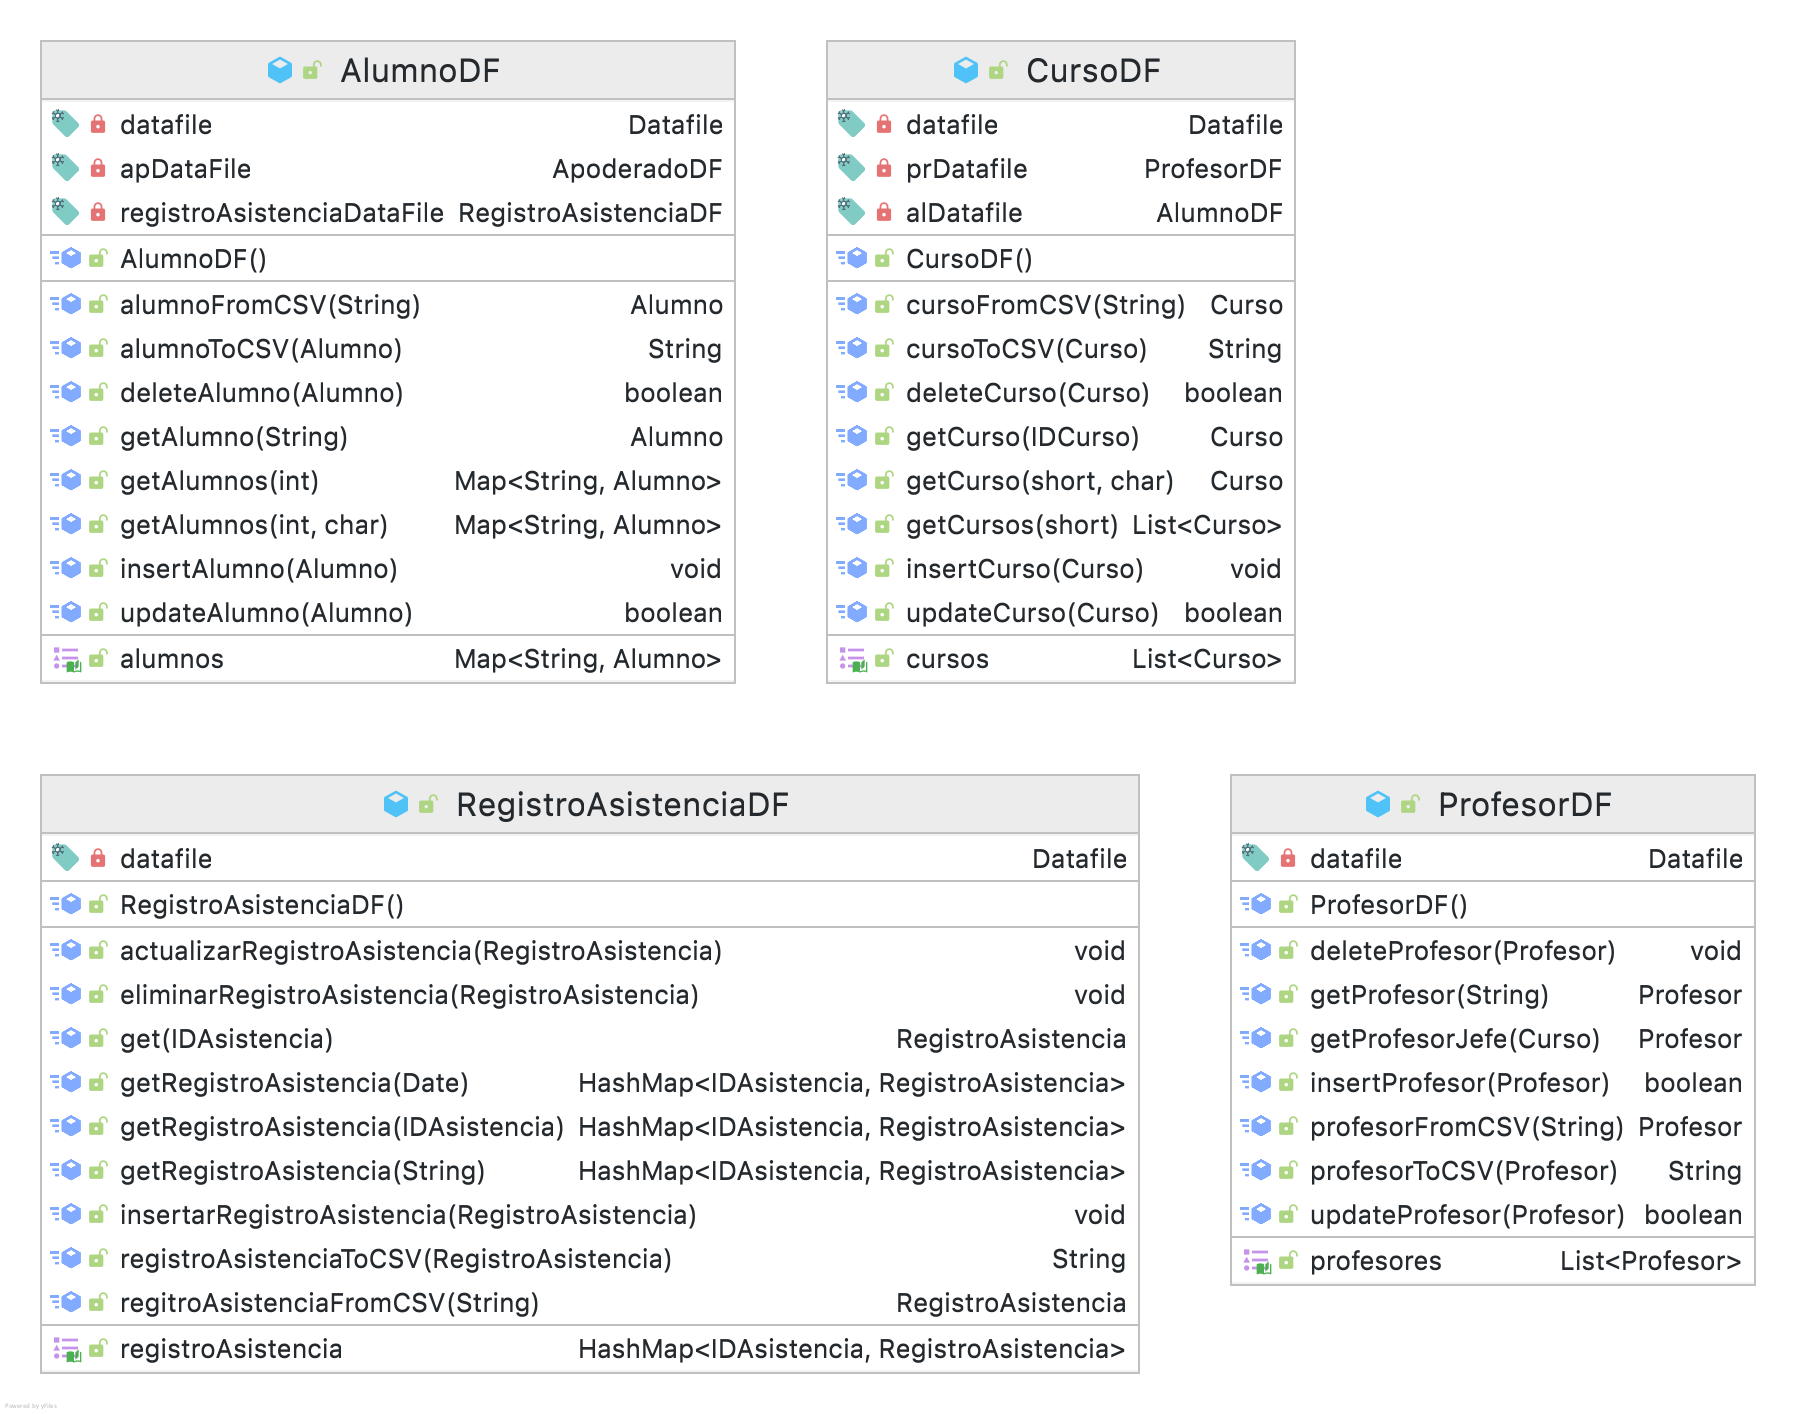 AlumnoDF
datafile Datafile
apDataFile ApoderadoDF
registroAsistenciaDataFile RegistroAsistenciaDF
AlumnoDF()
alumnoFromCSV(String) Alumno
alumnoToCSV(Alumno) String
deleteAlumno(Alumno) boolean
getAlumno(String) Alumno
getAlumnos(int) Map<String, Alumno>
getAlumnos(int, char) Map<String, Alumno>
insertAlumno(Alumno) void
updateAlumno(Alumno) boolean
alumnos Map<String, Alumno>
CursoDF
datafile Datafile
prDatafile ProfesorDF
alDatafile AlumnoDF
CursoDF()
cursoFromCSV(String) Curso
cursoToCSV(Curso) String
deleteCurso(Curso) boolean
getCurso(IDCurso) Curso
getCurso(short, char) Curso
getCursos(short) List<Curso>
insertCurso(Curso) void
updateCurso(Curso) boolean
cursos List<Curso>
RegistroAsistenciaDF
datafile Datafile
RegistroAsistenciaDF()
actualizarRegistroAsistencia(RegistroAsistencia) void
eliminarRegistroAsistencia(RegistroAsistencia) void
get(IDAsistencia) RegistroAsistencia
getRegistroAsistencia(Date) HashMap<IDAsistencia, RegistroAsistencia>
getRegistroAsistencia(IDAsistencia) HashMap<IDAsistencia, RegistroAsistencia>
getRegistroAsistencia(String) HashMap<IDAsistencia, RegistroAsistencia>
insertarRegistroAsistencia(RegistroAsistencia) void
registroAsistenciaToCSV(RegistroAsistencia) String
regitroAsistenciaFromCSV(String) RegistroAsistencia
registroAsistencia HashMap<IDAsistencia, RegistroAsistencia>
ProfesorDF
datafile Datafile
ProfesorDF()
deleteProfesor(Profesor) void
getProfesor(String) Profesor
getProfesorJefe(Curso) Profesor
insertProfesor(Profesor) boolean
profesorFromCSV(String) Profesor
profesorToCSV(Profesor) String
updateProfesor(Profesor) boolean
profesores List<Profesor>
Powered by yFiles